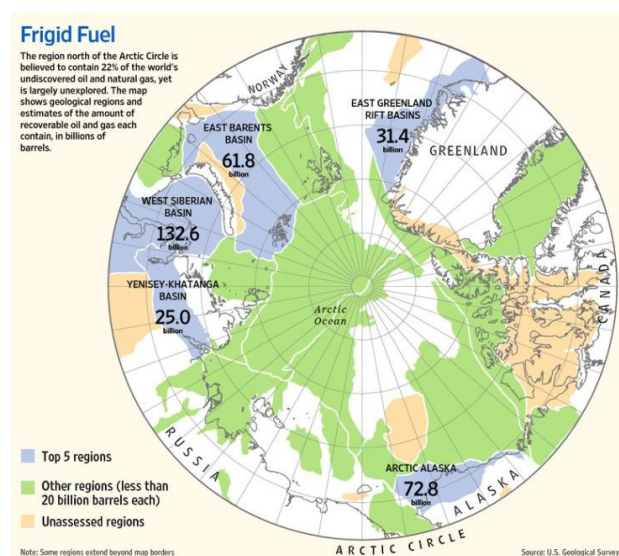 Frigid Fuel
The region north of the Arctic Circle is
believed to contain 22% of the world's
undiscovered oil and natural gas, yet
is largely unexplored. The map
shows geological regions and
estimates of the amount of
recoverable oil and gas each
contain, in billions of
barrels.
NORWAY
EAST GREENLAND
RIFT BASINS
31.4
billion
GREENLAND
EAST BARENTS
BASIN
61.8
billion
WEST SIBERIAN
BASIN
132.6
billion
YENISEY-KHATANGA
BASIN
25.0
billion
Arctic
Ocean
CANADA
RUSSIA
ARCTIC ALASKA
72.8
billion
ALASKA
ARCTIC CIRCLE
Top 5 regions
Other regions (less than
20 billion barrels each)
Unassessed regions
Note: Some regions extend beyond map borders
Source: U.S. Geological Survey